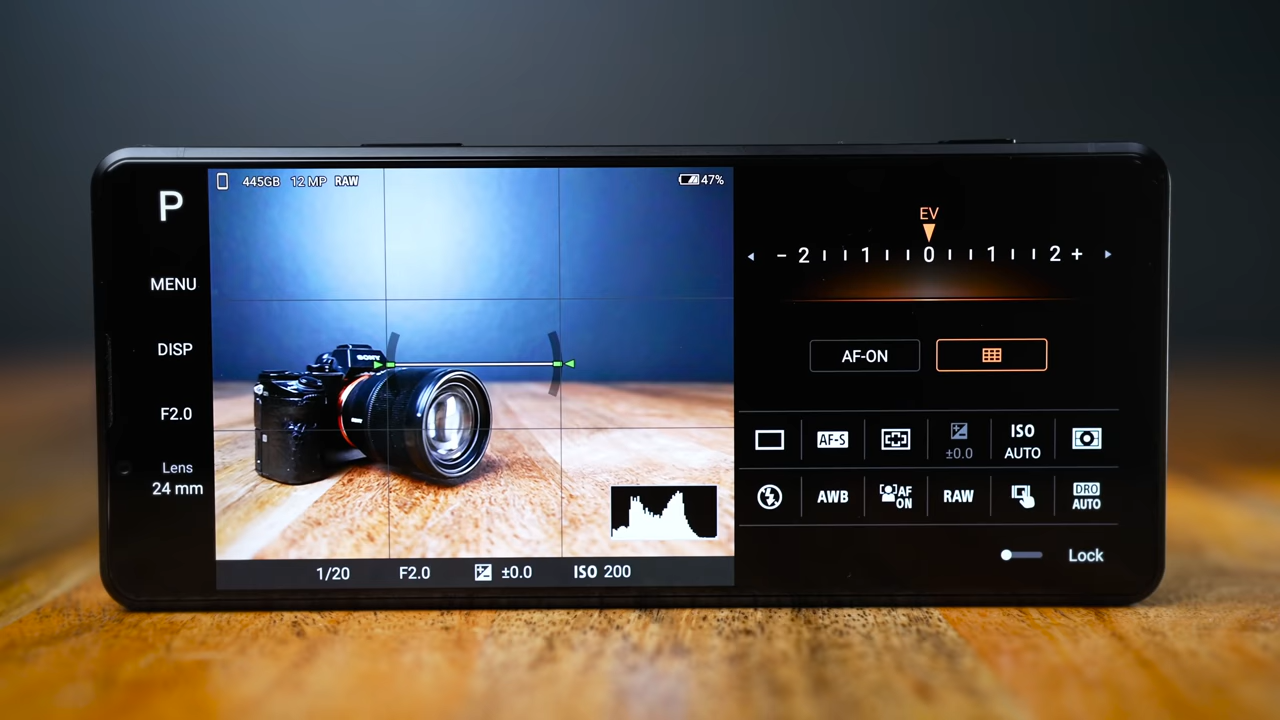 P
MENU
DISP
F2.0
Lens
24 mm
445GB 12 MP RAW
47%
SONY
1/20 F2.0 ±0.0 ISO 200
EV
− 2 1 0 1 2 +
AF-ON
AF-S ±0.0 ISO AUTO
AWB AF ON RAW DRO AUTO
Lock